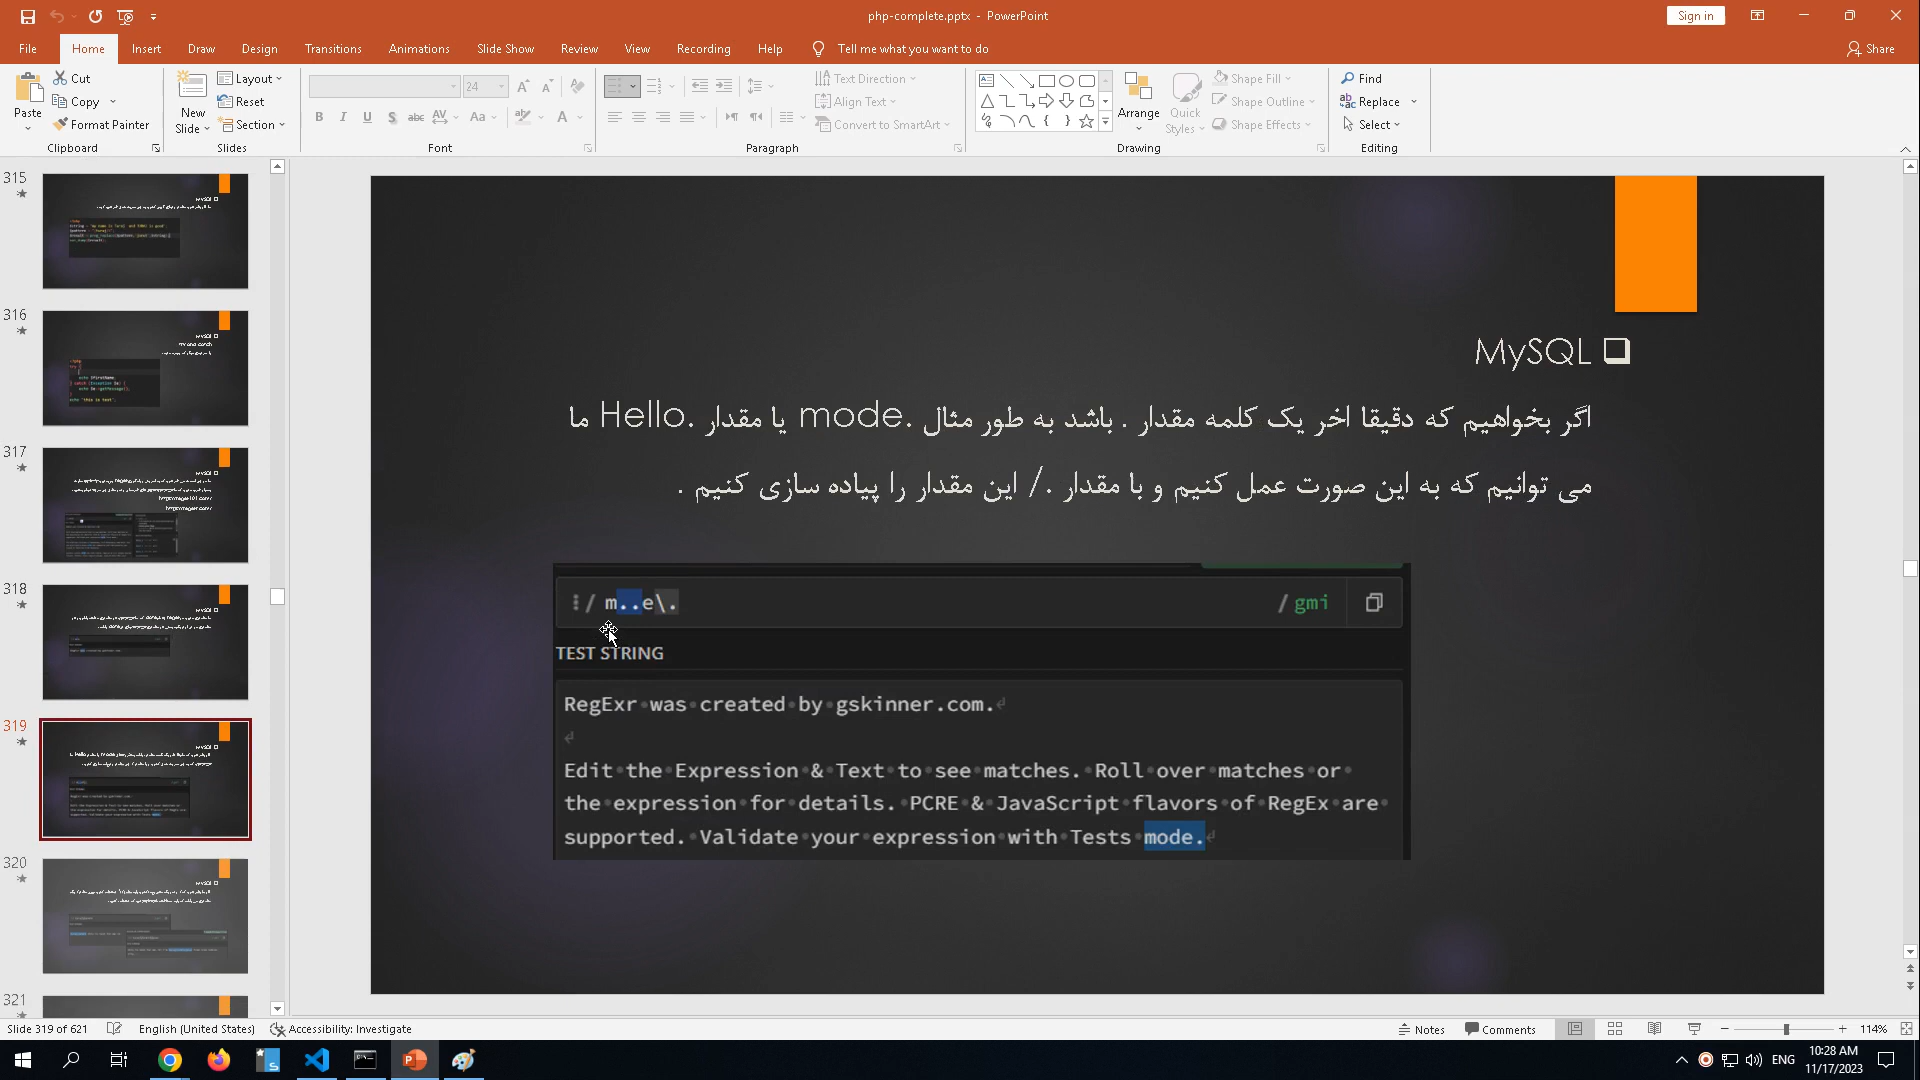 php-complete.pptx - PowerPoint
Sign in
File Home Insert Draw Design Transitions Animations Slide Show Review View Recording Help Tell me what you want to do Share
Paste
Cut
Copy
Format Painter
Clipboard
New Slide
Layout
Reset
Section
Slides
24
Font
Text Direction
Align Text
Convert to SmartArt
Paragraph
Arrange
Quick Styles
Shape Fill
Shape Outline
Shape Effects
Drawing
Find
Replace
Select
Editing
315
316
317
318
319
320
321
MySQL
اگر بخواهیم که دقیقا اخر یک کلمه مقدار . باشد به طور مثال .mode یا مقدار .Hello ما
می توانیم که به این صورت عمل کنیم و با مقدار ./ این مقدار را پیاده سازی کنیم .
/ m..e\. / gmi
TEST STRING
RegExr was created by gskinner.com.
Edit the Expression & Text to see matches. Roll over matches or
the expression for details. PCRE & JavaScript flavors of RegEx are
supported. Validate your expression with Tests mode.
Slide 319 of 621 English (United States) Accessibility: Investigate Notes Comments 114%
ENG 10:28 AM
11/17/2023